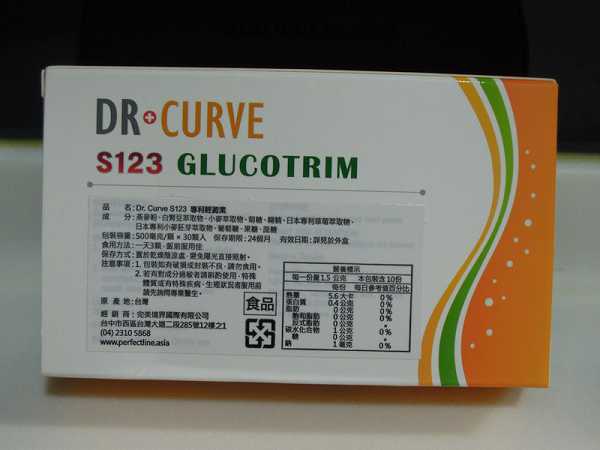 DR CURVE
S123 GLUCOTRIM
品名:Dr. Curve S123 專利輕澱素
成 分:燕麥粉、白腎豆萃取物、小麥萃取物、萄糖、糊精、日本專利草莓萃取物、
日本專利小麥胚芽萃取物、葡萄糖、果糖、蔗糖
包裝容量:500毫克/顆 × 30顆入 保存期限:24個月 有效日期:詳見於外盒
食用方法:一天3顆, 飯前服用佳
保存方式:置於乾燥陰涼處, 避免陽光直接照射。
注意事項:1. 包裝如有破損或封裝不良, 請勿食用。
2. 若有對成分過敏者請斟酌使用, 特殊
體質或有特殊疾病、生理狀況者服用前
請先詢問專業醫生。
原 產 地:台灣
經 銷 商:完美境界國際有限公司
台中市西區台灣大道二段285號12樓之1
(04) 2310 5868
www.perfectline.asia
食品
營養標示
每一份量1.5 公克 本包裝含 10份
每份 每日參考值百分比
熱量 5.6 大卡 0 %
蛋白質 0.4 公克 0 %
脂肪 0 公克 0 %
飽和脂肪 0 公克 0 %
反式脂肪 0 公克 *
碳水化合物 1 公克 0 %
糖 0 公克 *
鈉 1 毫克 0 %